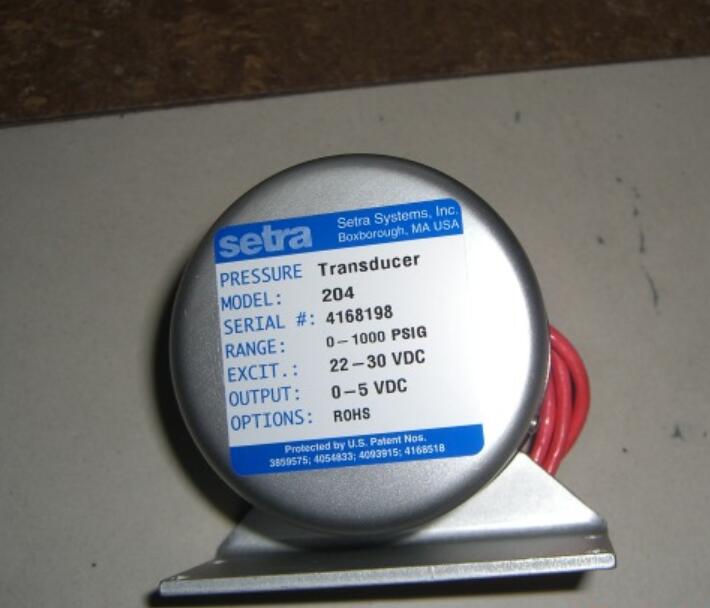 setra Setra Systems, Inc.
Boxborough, MA USA
PRESSURE Transducer
MODEL: 204
SERIAL #: 4168198
RANGE: 0-1000 PSIG
EXCIT.: 22-30 VDC
OUTPUT: 0-5 VDC
OPTIONS: ROHS
Protected by U.S. Patent Nos.
3859575; 4054833; 4093915; 4168518